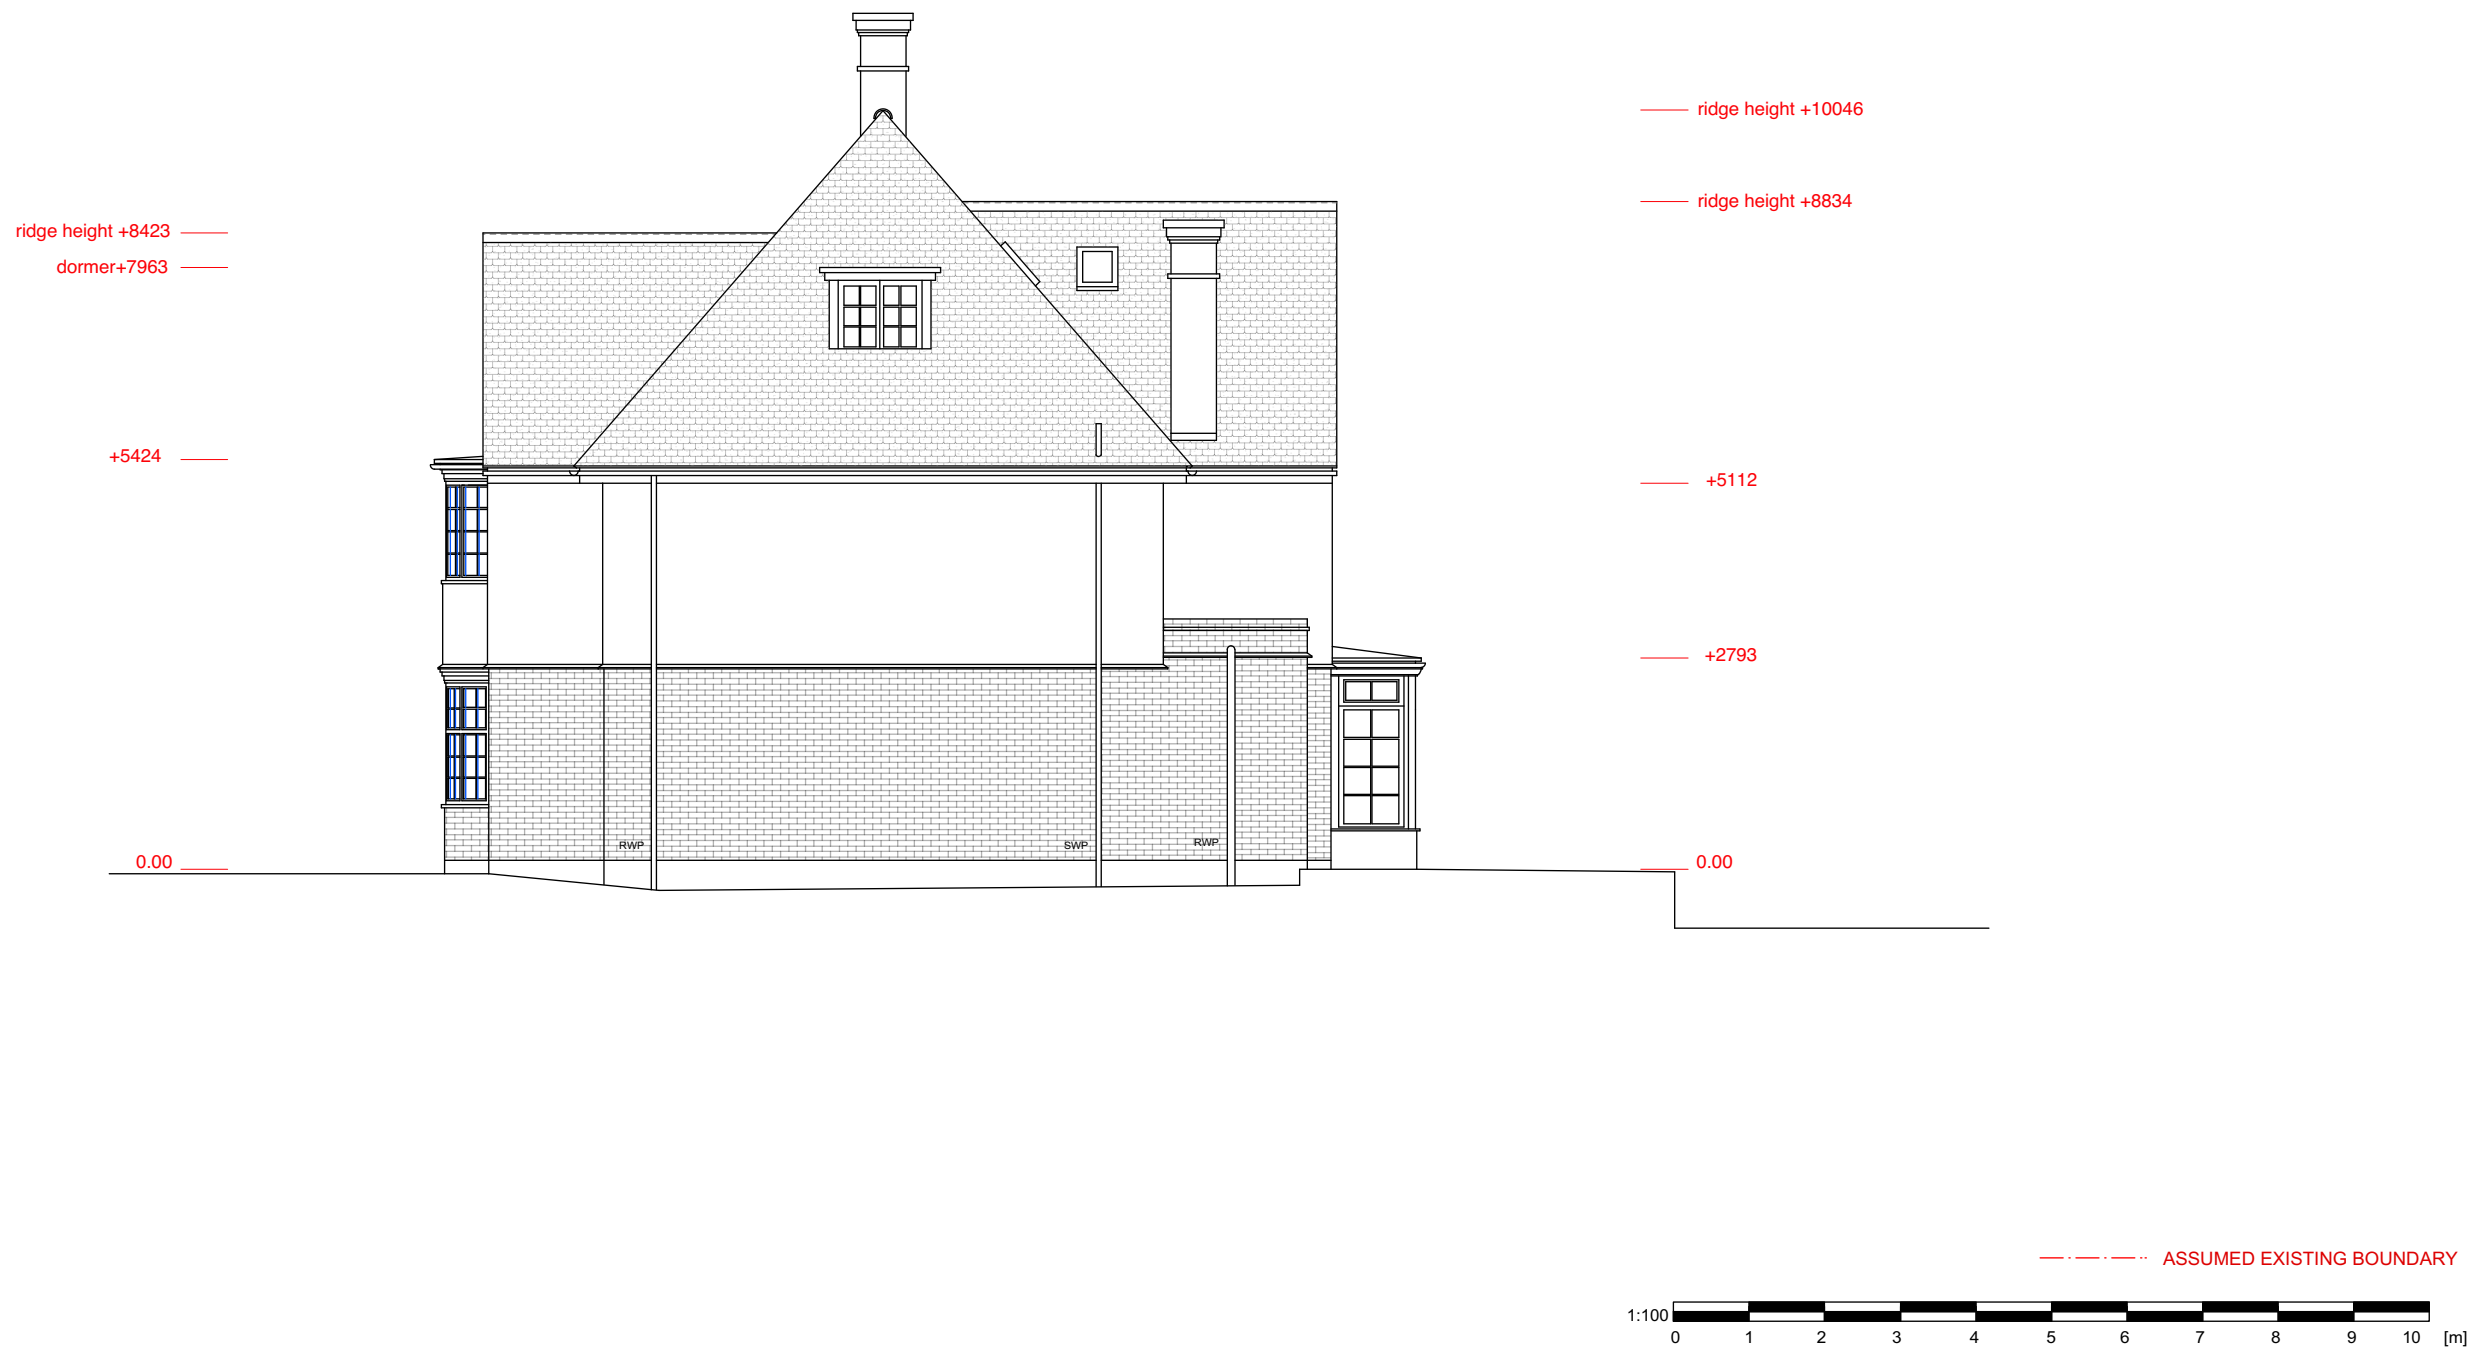 ridge height +10046
ridge height +8834
ridge height +8423
dormer+7963
+5424
+5112
+2793
RWP
SWP
RWP
0.00
0.00
ASSUMED EXISTING BOUNDARY
1:100
0 1 2 3 4 5 6 7 8 9 10 [m]